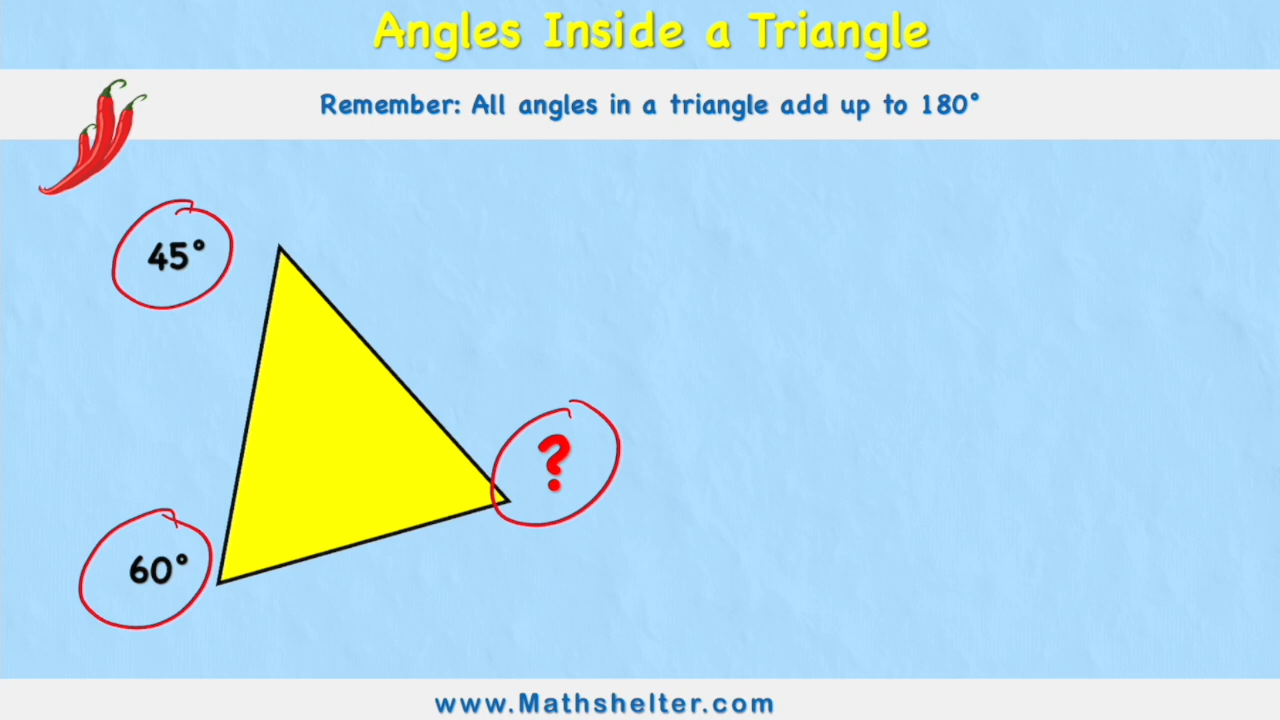 Angles Inside a Triangle
Remember: All angles in a triangle add up to 180°
45°
?
60°
www.Mathshelter.com